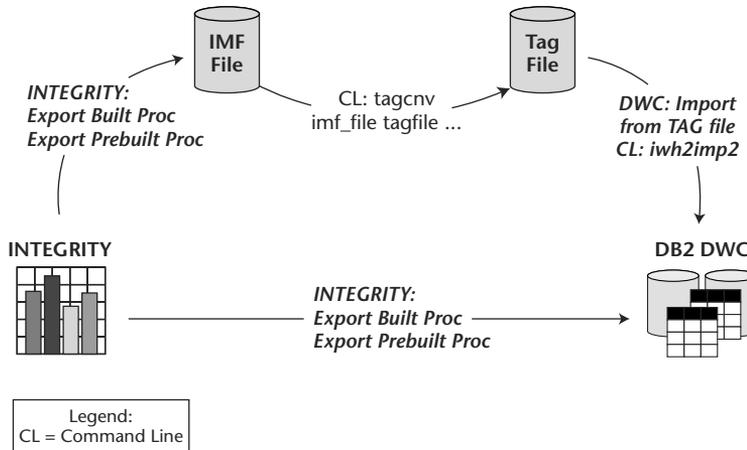 IMF
File
Tag
File
INTEGRITY:
Export Built Proc
Export Prebuilt Proc
CL: tagcnv
imf_file tagfile ...
DWC: Import
from TAG file
CL: iwh2imp2
INTEGRITY
DB2 DWC
INTEGRITY:
Export Built Proc
Export Prebuilt Proc
Legend:
CL = Command Line